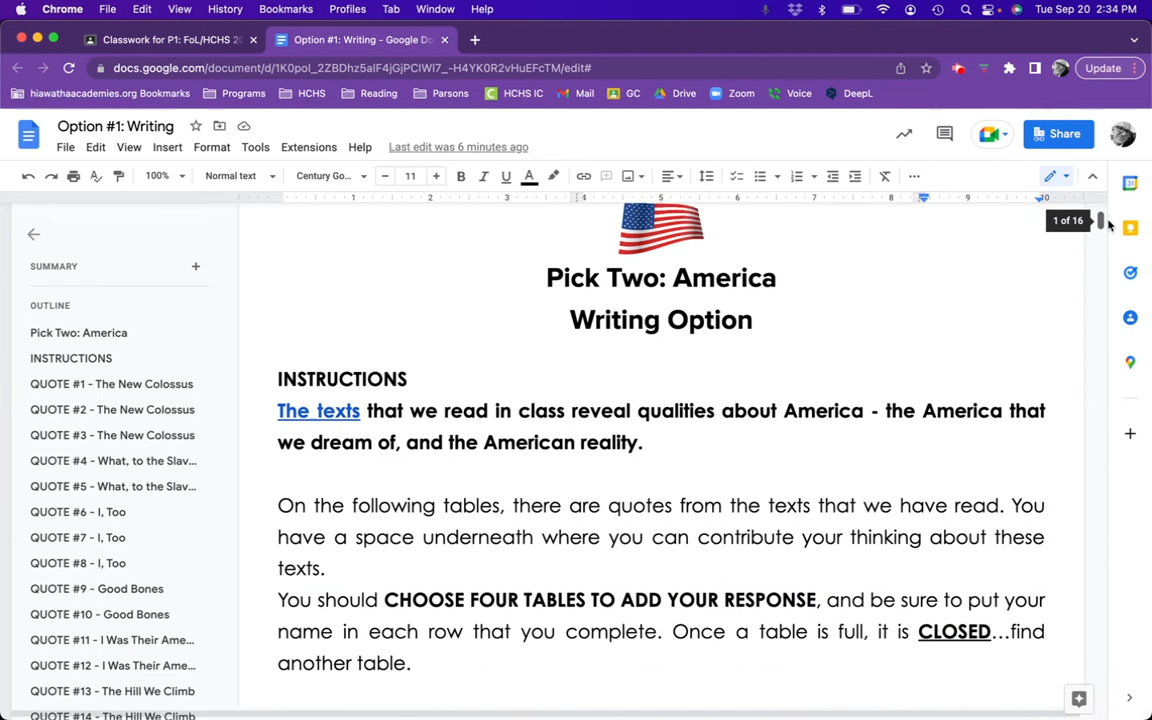 Chrome File Edit View History Bookmarks Profiles Tab Window Help Tue Sep 20 2:34 PM
Classwork for P1: FoL/HCHS 20 Option #1: Writing - Google Do
docs.google.com/document/d/ Update
hiawathaacademies.org Bookmarks Programs HCHS Reading Parsons HCHS IC Mail GC Drive Zoom Voice DeepL
Option #1: Writing
File Edit View Insert Format Tools Extensions Help Last edit was 6 minutes ago Share
100% Normal text Century Go... 11
1 2 3 4 5 6 7 8 9 10
1 of 16
SUMMARY
OUTLINE
Pick Two: America
INSTRUCTIONS
QUOTE #1 - The New Colossus
QUOTE #2 - The New Colossus
QUOTE #3 - The New Colossus
QUOTE #4 - What, to the Slav...
QUOTE #5 - What, to the Slav...
QUOTE #6 - I, Too
QUOTE #7 - I, Too
QUOTE #8 - I, Too
QUOTE #9 - Good Bones
QUOTE #10 - Good Bones
QUOTE #11 - I Was Their Ame...
QUOTE #12 - I Was Their Ame...
QUOTE #13 - The Hill We Climb
QUOTE #14 - The Hill We Climb
Pick Two: America
Writing Option
INSTRUCTIONS
The texts that we read in class reveal qualities about America - the America that
we dream of, and the American reality.
On the following tables, there are quotes from the texts that we have read. You
have a space underneath where you can contribute your thinking about these
texts.
You should CHOOSE FOUR TABLES TO ADD YOUR RESPONSE, and be sure to put your
name in each row that you complete. Once a table is full, it is CLOSED...find
another table.